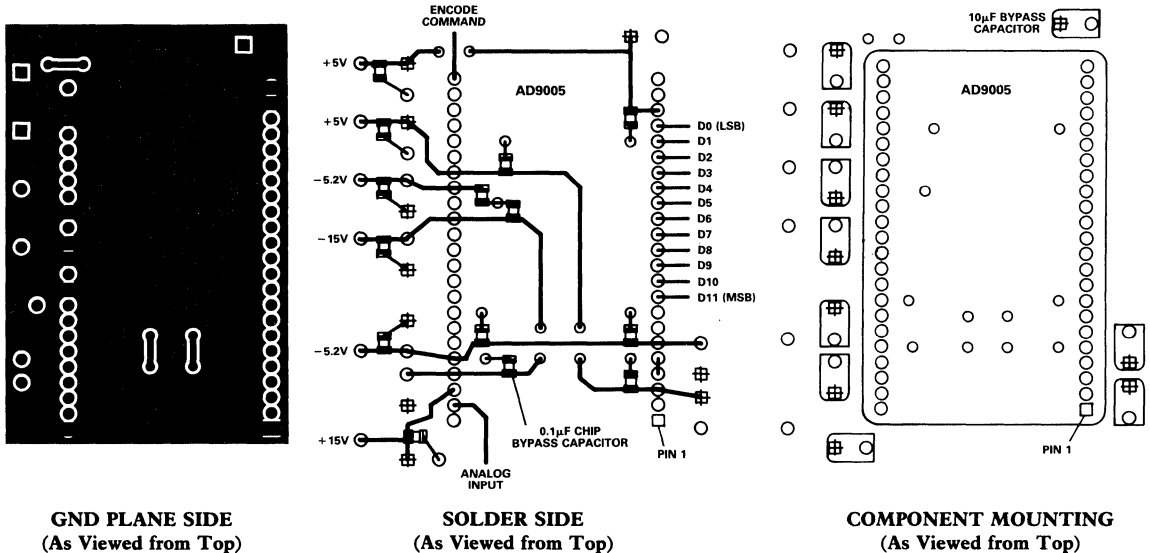 ENCODE
COMMAND
+5V
+5V
−5.2V
−15V
−5.2V
+15V
AD9005
D0 (LSB)
D1
D2
D3
D4
D5
D6
D7
D8
D9
D10
D11 (MSB)
0.1μF CHIP
BYPASS CAPACITOR
PIN 1
ANALOG
INPUT
10μF BYPASS
CAPACITOR
AD9005
PIN 1
GND PLANE SIDE
(As Viewed from Top)
SOLDER SIDE
(As Viewed from Top)
COMPONENT MOUNTING
(As Viewed from Top)